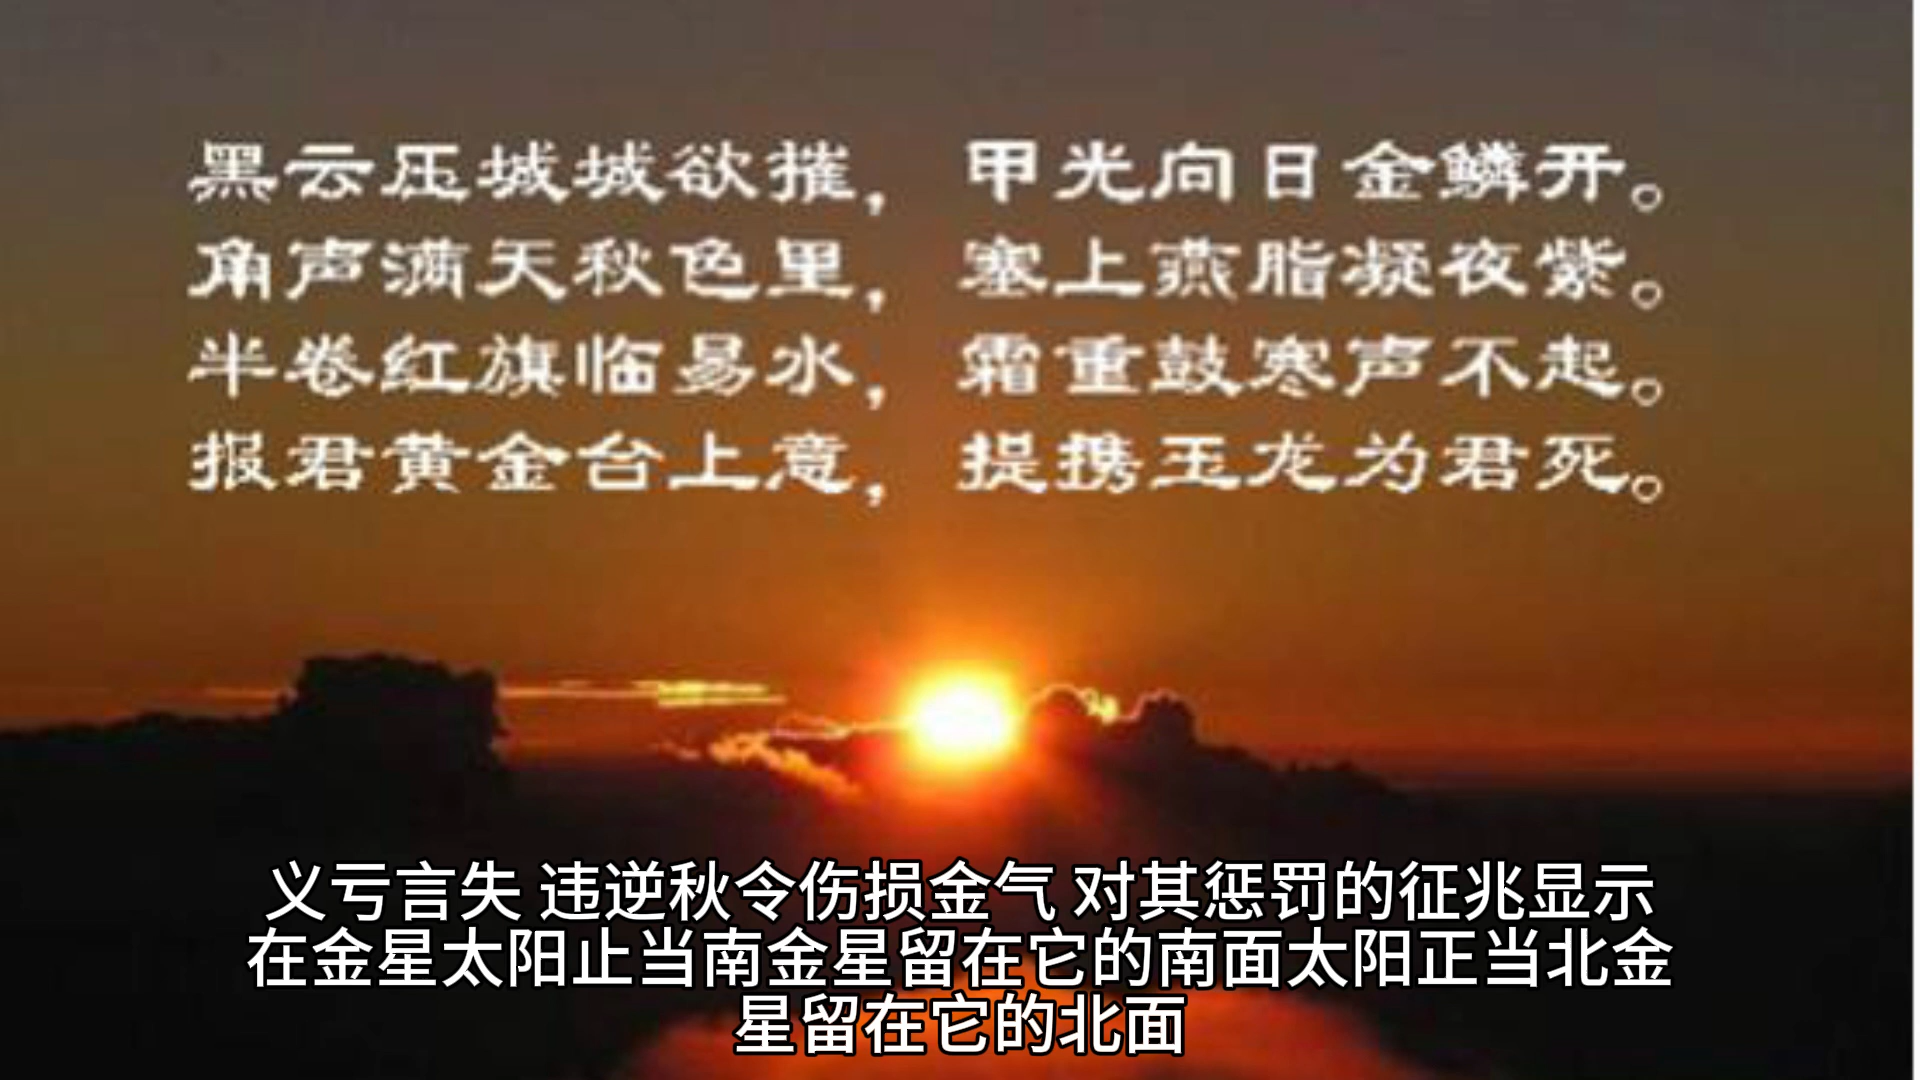 黑云压城城欲摧，甲光向日金鳞开。
角声满天秋色里，塞上燕脂凝夜紫。
半卷红旗临易水，霜重鼓寒声不起。
报君黄金台上意，提携玉龙为君死。
义亏言失 违逆秋令伤损金气 对其惩罚的征兆显示
在金星太阳止当南金星留在它的南面太阳正当北金
星留在它的北面